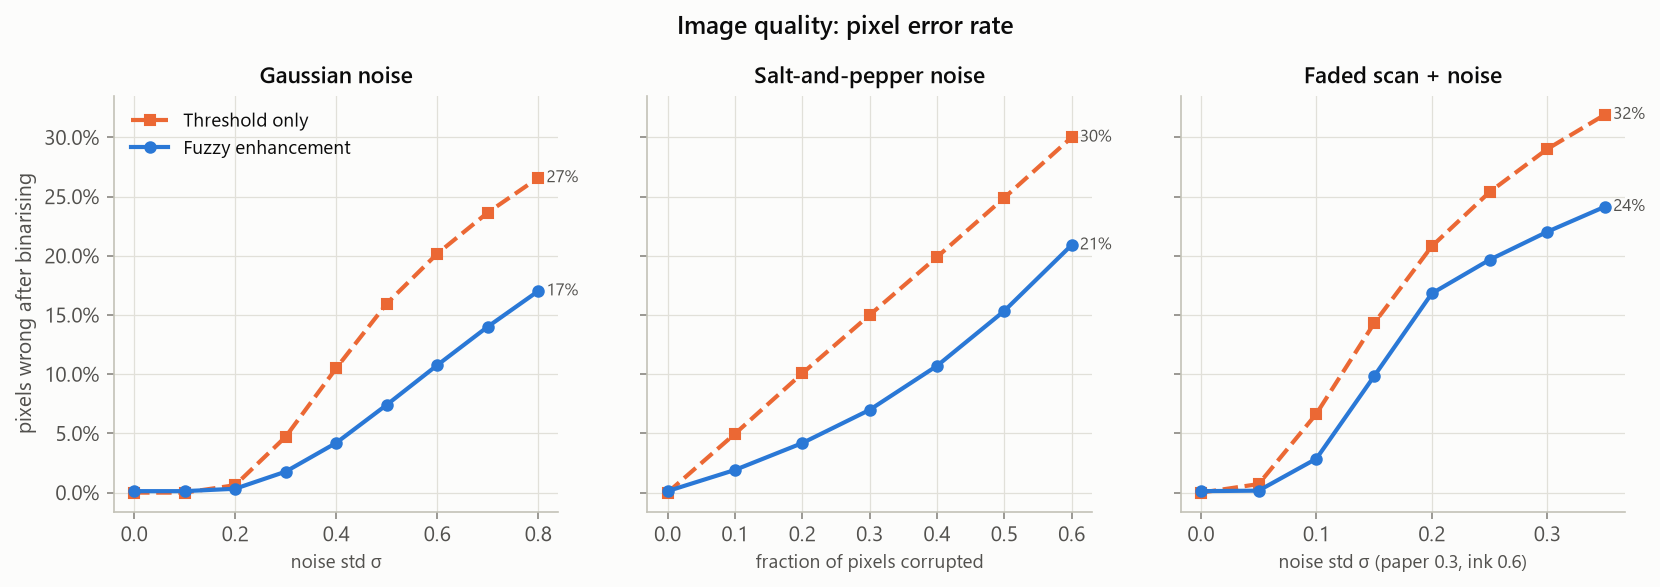 Image quality: pixel error rate
Gaussian noise
Threshold only
Fuzzy enhancement
pixels wrong after binarising
30.0%
25.0%
20.0%
15.0%
10.0%
5.0%
0.0%
27%
17%
0.0 0.2 0.4 0.6 0.8
noise std σ
Salt-and-pepper noise
30%
21%
0.0 0.1 0.2 0.3 0.4 0.5 0.6
fraction of pixels corrupted
Faded scan + noise
32%
24%
0.0 0.1 0.2 0.3
noise std σ (paper 0.3, ink 0.6)